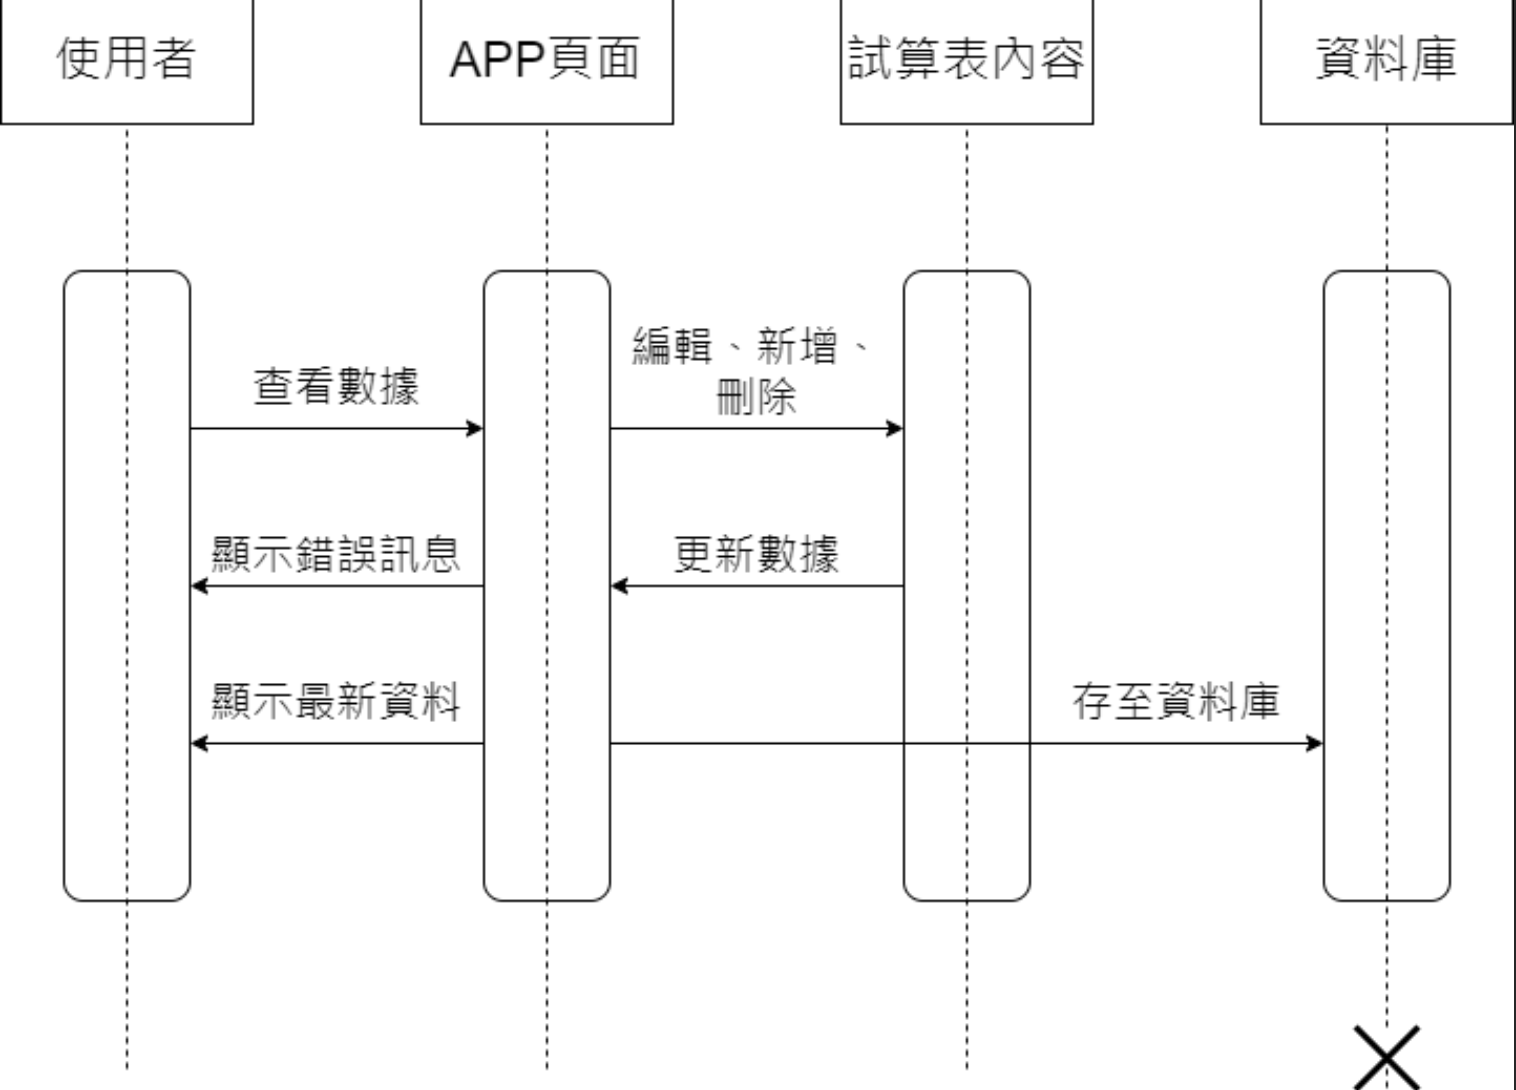 使用者
APP頁面
試算表內容
資料庫
編輯、新增、
刪除
查看數據
顯示錯誤訊息
更新數據
顯示最新資料
存至資料庫